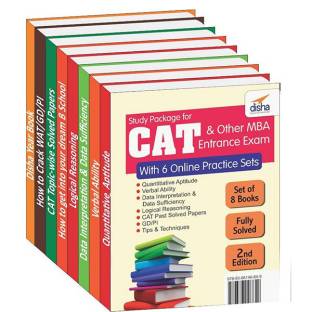 Disha Year Book
How to Crack WAT/GD/PI
CAT Topic-wise Solved Papers
How to get into your dream B School
Logical Reasoning
Data Interpretation & Data Sufficiency
Verbal Ability
Quantitative, Aptitude
disha
Study Package for
CAT & Other MBA
Entrance Exam
With 6 Online Practice Sets
• Quantitative Aptitude
• Verbal Ability
• Data Interpretation &
Data Sufficiency
• Logical Reasoning
• CAT Past Solved Papers
• GD/PI
• Tips & Techniques
Set of
8 Books
Fully
Solved
2nd
Edition